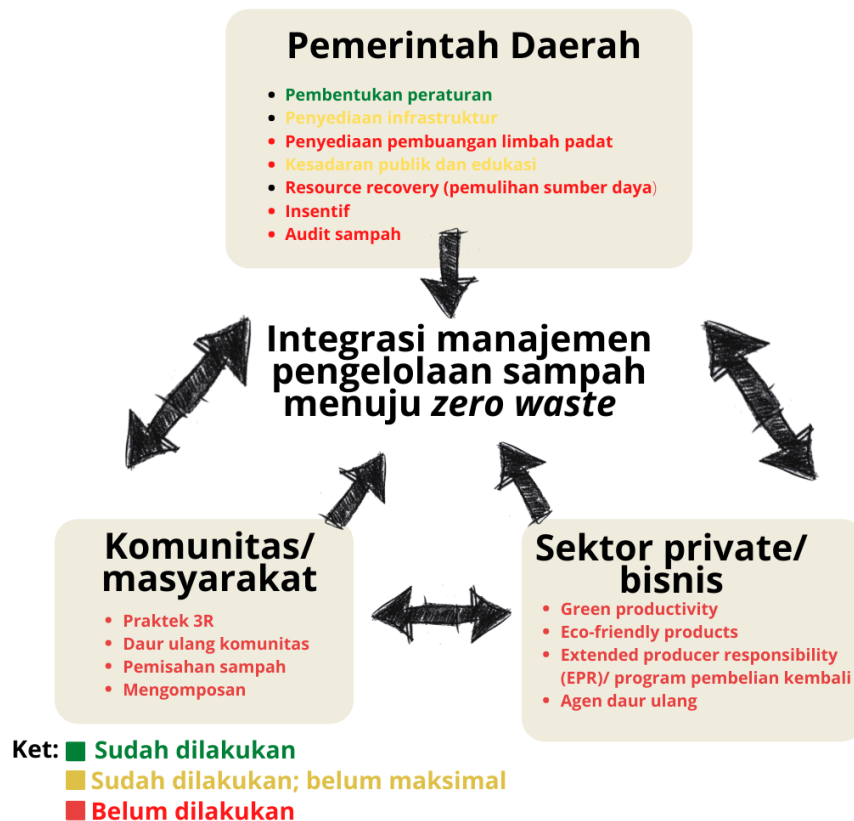 Pemerintah Daerah
• Pembentukan peraturan
• Penyediaan infrastruktur
• Penyediaan pembuangan limbah padat
• Kesadaran publik dan edukasi
• Resource recovery (pemulihan sumber daya)
• Insentif
• Audit sampah
Integrasi manajemen
pengelolaan sampah
menuju zero waste
Komunitas/
masyarakat
• Praktek 3R
• Daur ulang komunitas
• Pemisahan sampah
• Mengomposan
Sektor private/
bisnis
• Green productivity
• Eco-friendly products
• Extended producer responsibility
(EPR)/ program pembelian kembali
• Agen daur ulang
Ket: Sudah dilakukan
Sudah dilakukan; belum maksimal
Belum dilakukan